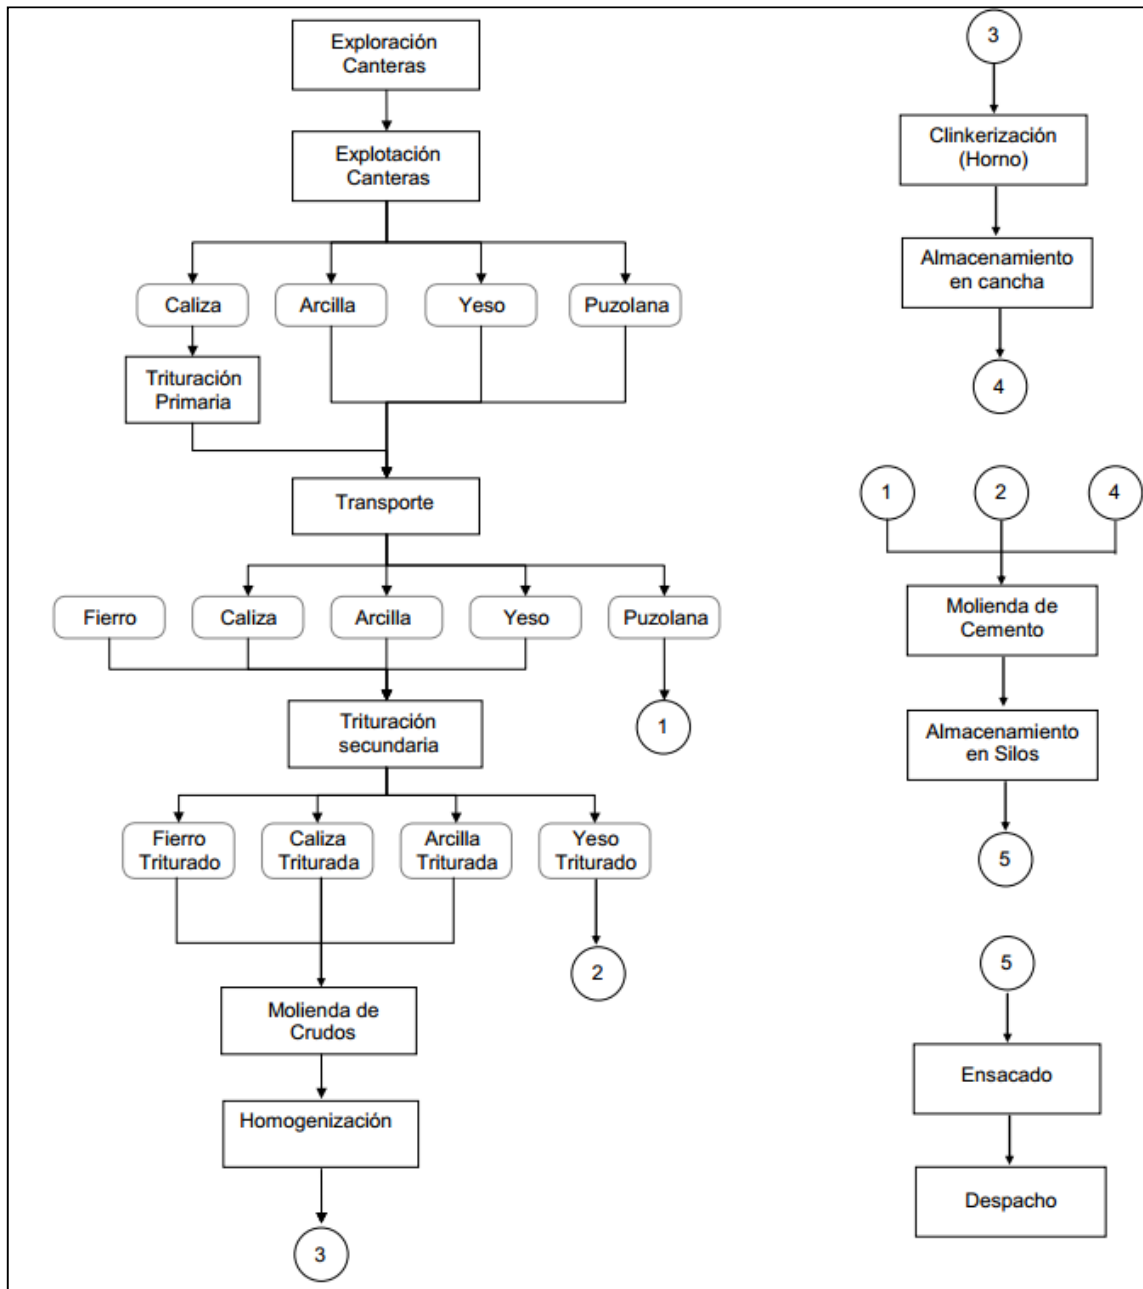 Exploración
Canteras
Explotación
Canteras
Caliza
Arcilla
Yeso
Puzolana
Trituración
Primaria
Transporte
Fierro
Caliza
Arcilla
Yeso
Puzolana
Trituración
secundaria
1
Fierro
Triturado
Caliza
Triturada
Arcilla
Triturada
Yeso
Triturado
2
Molienda de
Crudos
Homogenización
3
3
Clinkerización
(Horno)
Almacenamiento
en cancha
4
1
2
4
Molienda de
Cemento
Almacenamiento
en Silos
5
5
Ensacado
Despacho